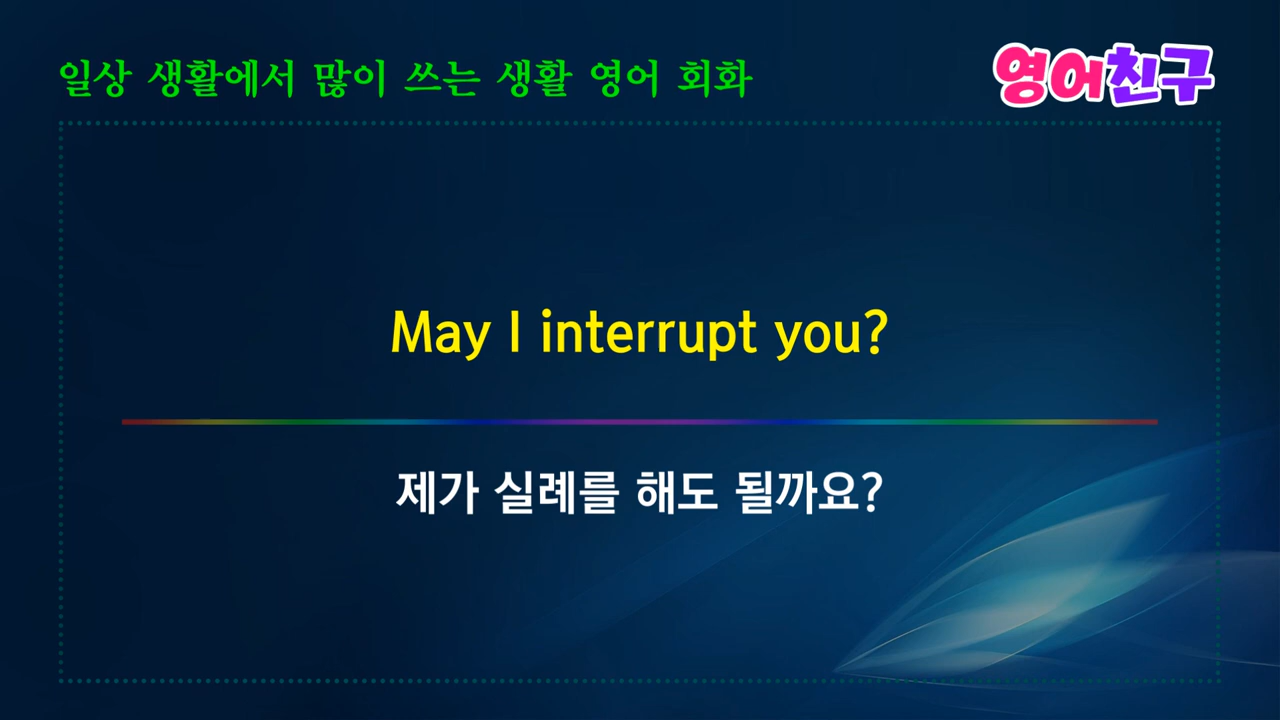 일상 생활에서 많이 쓰는 생활 영어 회화
영어친구
May I interrupt you?
제가 실례를 해도 될까요?